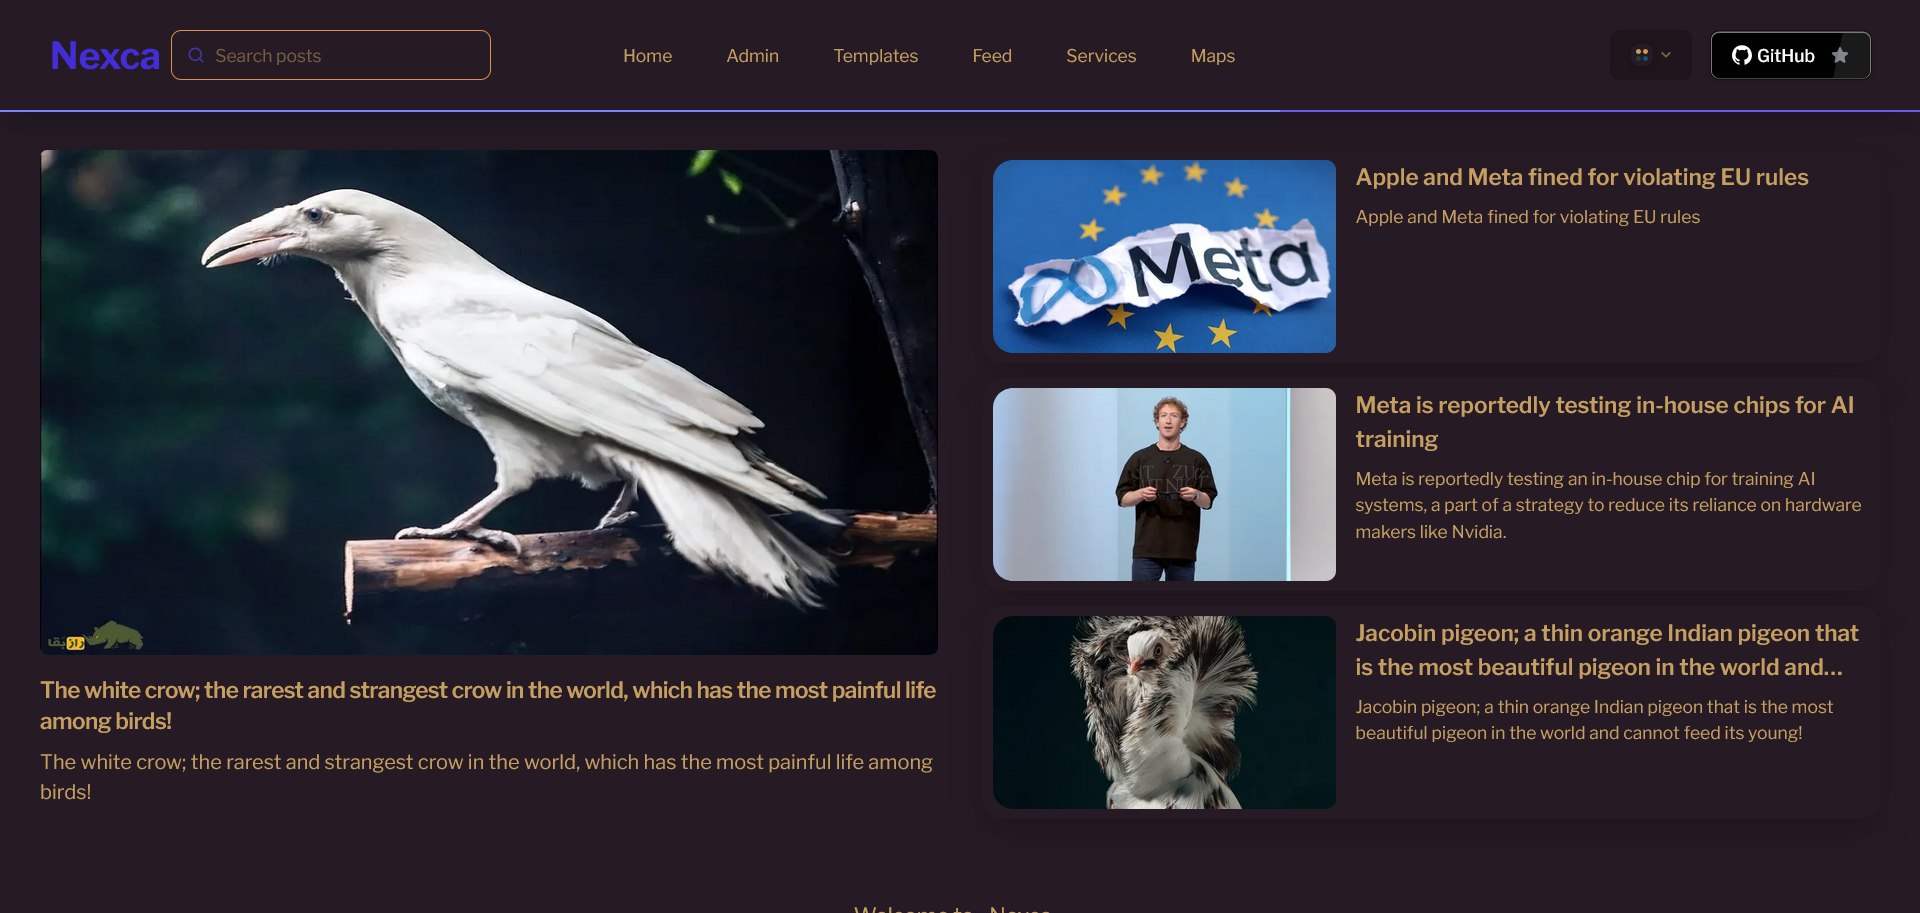 Nexca
Search posts
Home
Admin
Templates
Feed
Services
Maps
GitHub
The white crow; the rarest and strangest crow in the world, which has the most painful life
among birds!
The white crow; the rarest and strangest crow in the world, which has the most painful life among
birds!
Meta
Apple and Meta fined for violating EU rules
Apple and Meta fined for violating EU rules
Meta is reportedly testing in-house chips for AI
training
Meta is reportedly testing an in-house chip for training AI
systems, a part of a strategy to reduce its reliance on hardware
makers like Nvidia.
Jacobin pigeon; a thin orange Indian pigeon that
is the most beautiful pigeon in the world and...
Jacobin pigeon; a thin orange Indian pigeon that is the most
beautiful pigeon in the world and cannot feed its young!
Welcome to Nexca